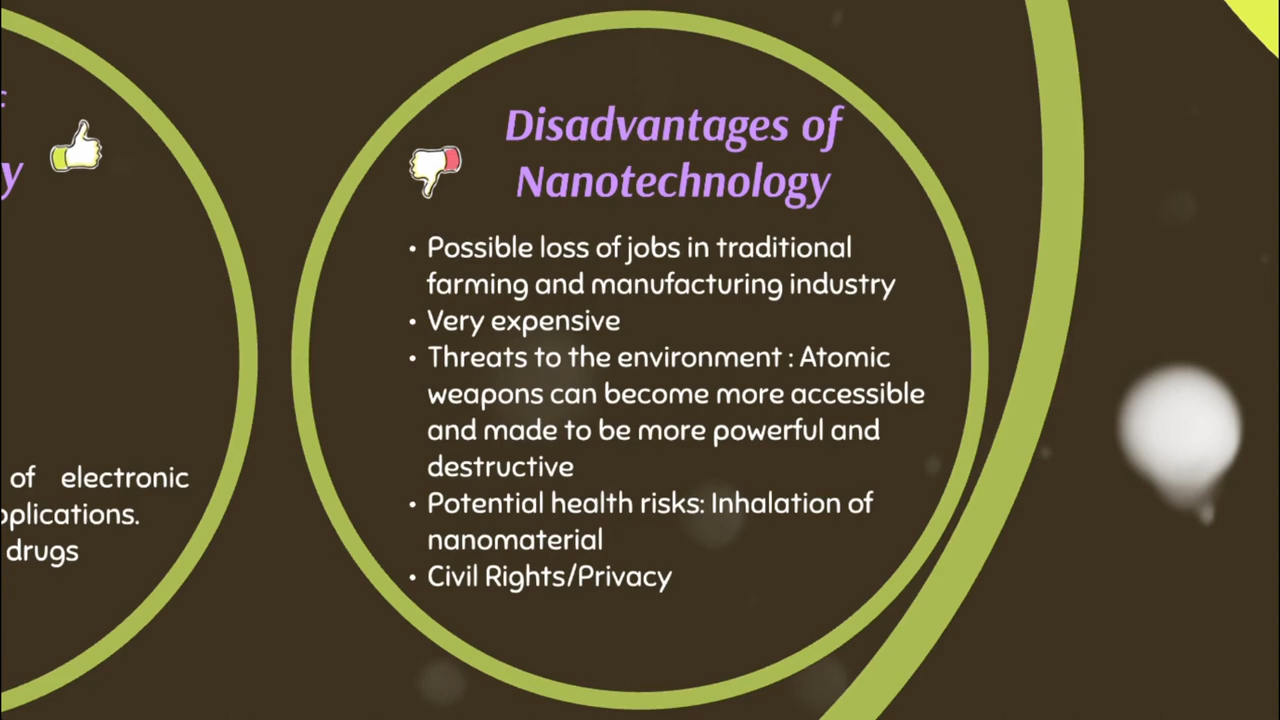 y
of electronic
plications.
drugs
Disadvantages of
Nanotechnology
• Possible loss of jobs in traditional
farming and manufacturing industry
• Very expensive
• Threats to the environment : Atomic
weapons can become more accessible
and made to be more powerful and
destructive
• Potential health risks: Inhalation of
nanomaterial
• Civil Rights/Privacy